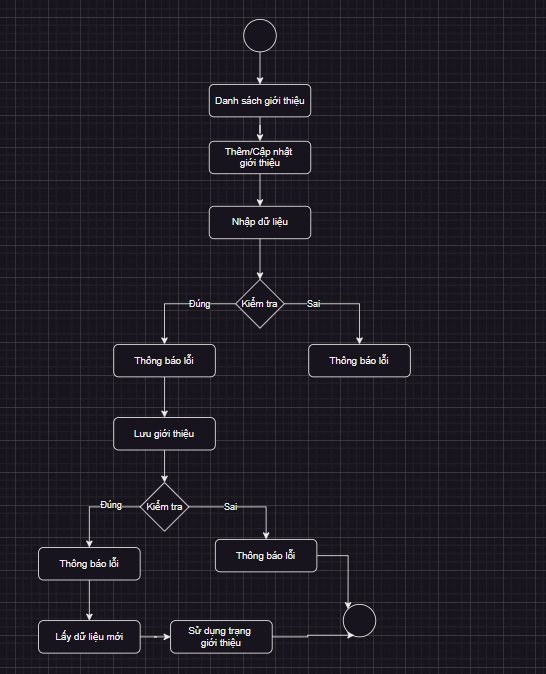 Danh sách giới thiệu
Thêm/Cập nhật
giới thiệu
Nhập dữ liệu
Đúng
Kiểm tra
Sai
Thông báo lỗi
Thông báo lỗi
Lưu giới thiệu
Đúng
Kiểm tra
Sai
Thông báo lỗi
Thông báo lỗi
Lấy dữ liệu mới
Sử dụng trang
giới thiệu